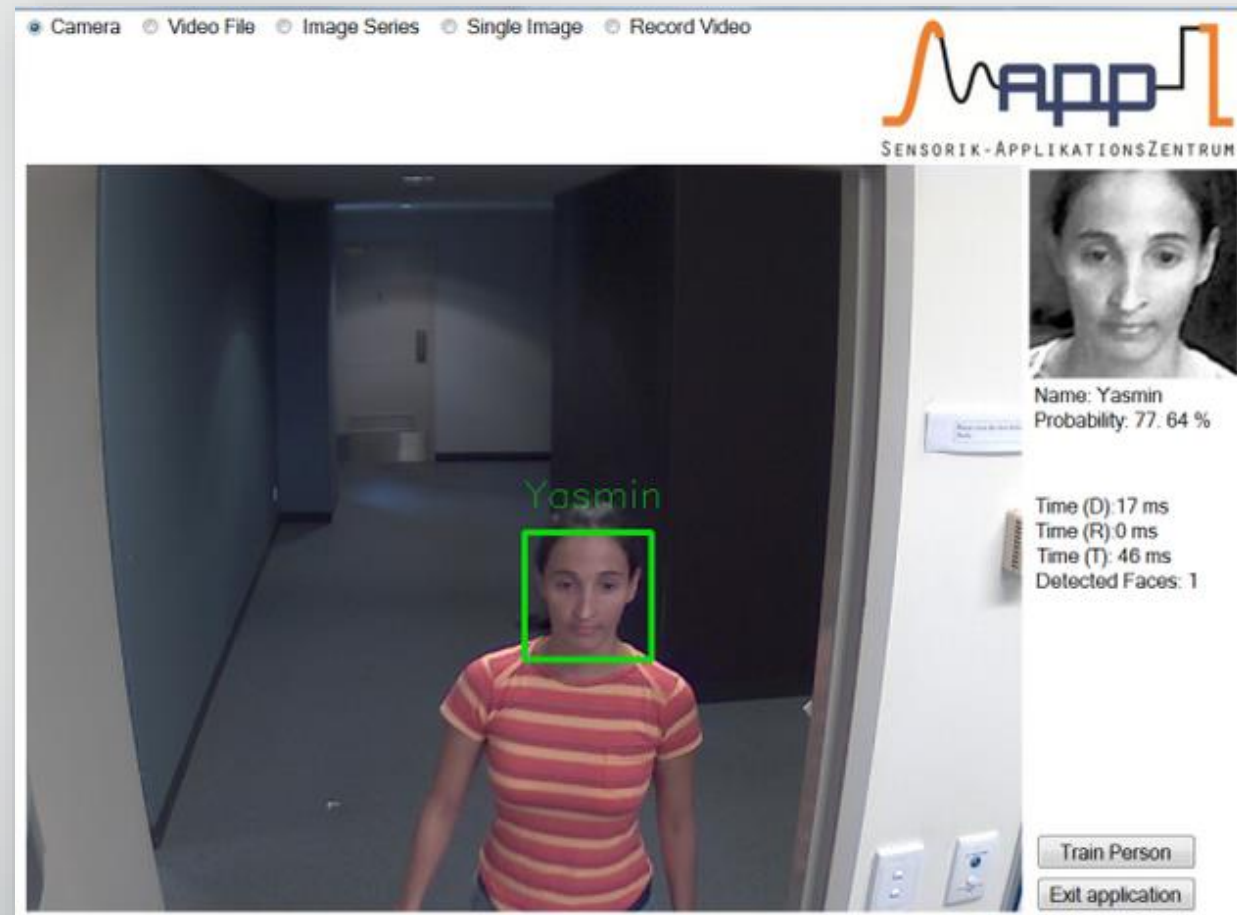 Camera Video File Image Series Single Image Record Video
app
SENSORIK-APPLIKATIONSZENTRUM
Name: Yasmin
Probability: 77. 64 %
Yasmin
Time (D):17 ms
Time (R):0 ms
Time (T): 46 ms
Detected Faces: 1
Train Person
Exit application